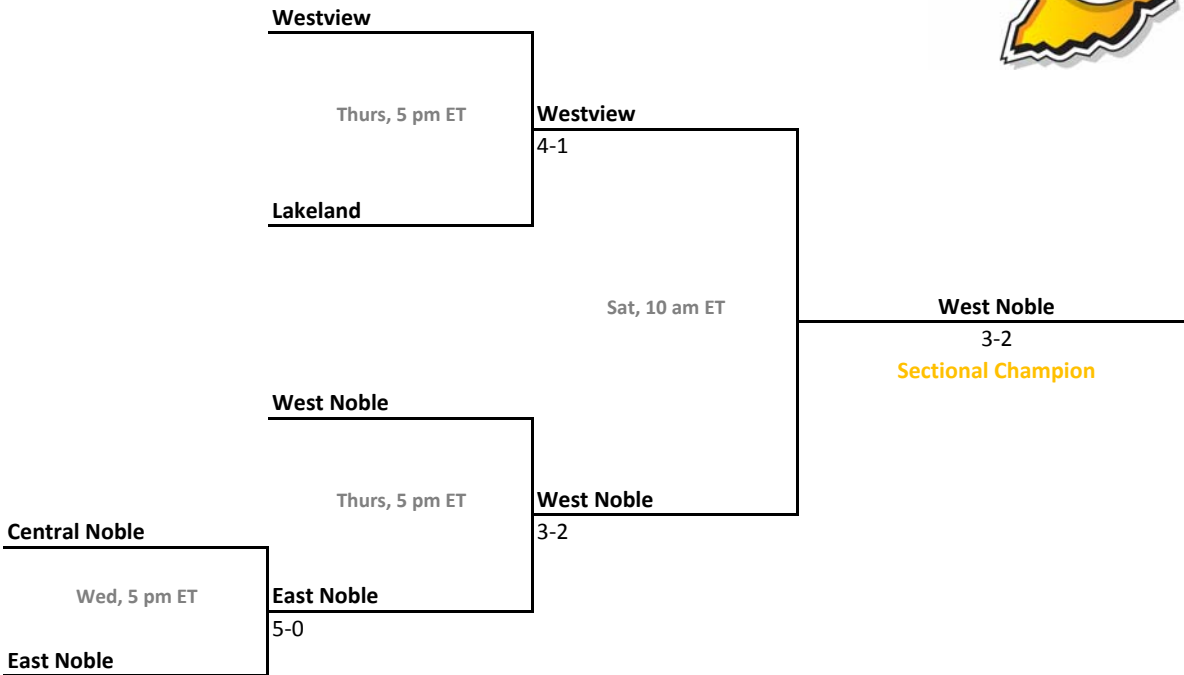 Westview
Thurs, 5 pm ET
Westview
4-1
Lakeland
Sat, 10 am ET
West Noble
3-2
Sectional Champion
West Noble
Thurs, 5 pm ET
West Noble
3-2
Central Noble
Wed, 5 pm ET
East Noble
5-0
East Noble